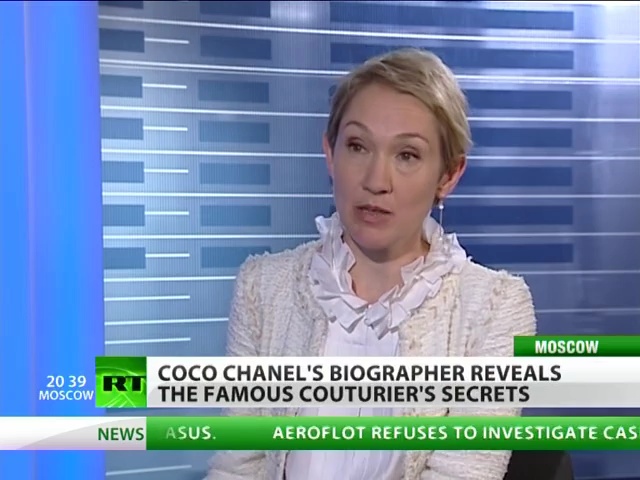 MOSCOW
20 39
MOSCOW
RT
COCO CHANEL'S BIOGRAPHER REVEALS
THE FAMOUS COUTURIER'S SECRETS
NEWS
ASUS. AEROFLOT REFUSES TO INVESTIGATE CAS